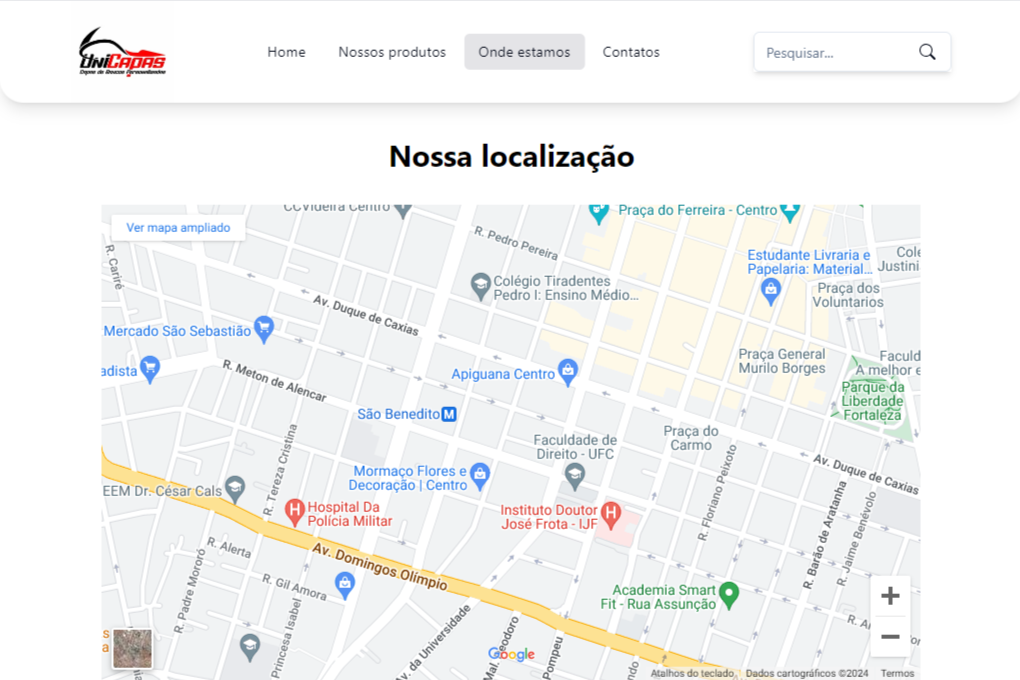 UniCapas
Home
Nossos produtos
Onde estamos
Contatos
Pesquisar...
Nossa localização
Ver mapa ampliado
CCVideira Centro
Praça do Ferreira - Centro
R. Cariré
R. Pedro Pereira
Estudante Livraria e
Papelaria: Material...
Cole
Justini
Colégio Tiradentes
Pedro I: Ensino Médio...
Praça dos
Voluntarios
Av. Duque de Caxias
Mercado São Sebastião
Praça General
Murilo Borges
Faculd
A melhor e
adista
R. Meton de Alencar
Apiguana Centro
Parque da
Liberdade
Fortaleza
São Benedito
M
Praça do
Carmo
Faculdade de
Direito - UFC
R. Tereza Cristina
Mormaço Flores e
Decoração | Centro
R. Floriano Peixoto
Av. Duque de Caxias
EEM Dr. César Cals
H
Hospital Da
Polícia Militar
Instituto Doutor
José Frota - IJF
H
R. Barão de Aratanha
R. Jaime Benévolo
R. Alerta
Av. Domingos Olímpio
R. Padre Mororó
R. Gil Amora
Academia Smart
Fit - Rua Assunção
+
−
Princesa Isabel
Av. da Universidade
Mal. Deodoro
Pompeu
s
a
ndo
Google
Atalhos do teclado
Dados cartográficos ©2024
Termos